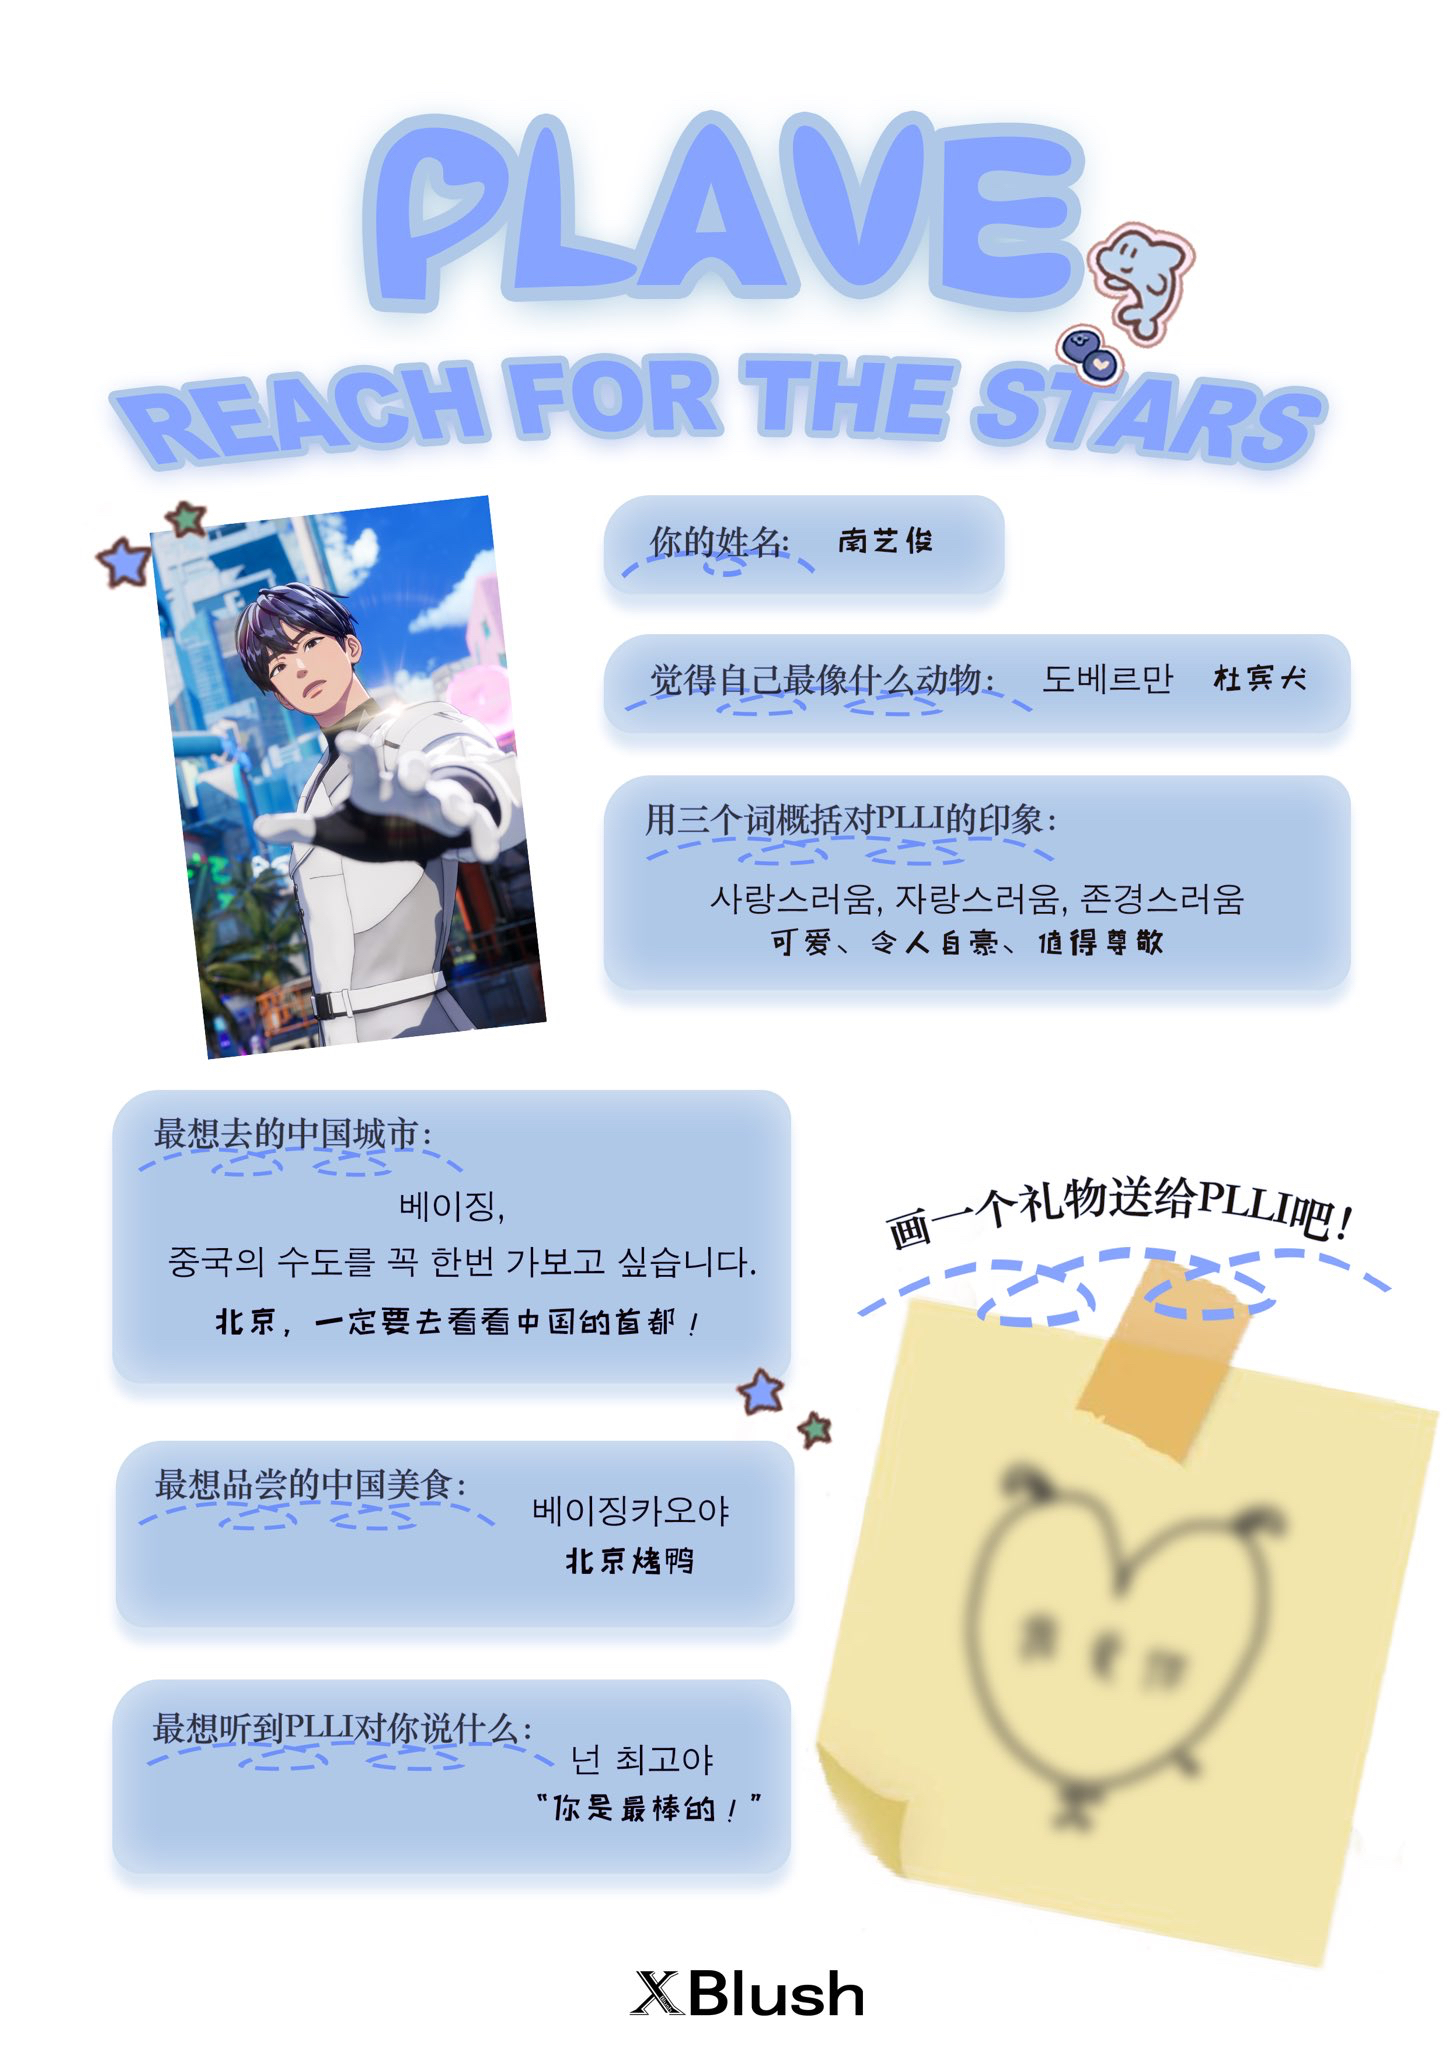 PLAVE
REACH FOR THE STARS
你的姓名: 南艺俊
觉得自己最像什么动物: 도베르만 杜宾犬
用三个词概括对PLLI的印象:
사랑스러움, 자랑스러움, 존경스러움
可爱、令人自豪、值得尊敬
最想去的中国城市:
베이징,
중국의 수도를 꼭 한번 가보고 싶습니다.
北京，一定要去看看中国的首都！
画一个礼物送给PLLI吧！
最想品尝的中国美食:
베이징카오야
北京烤鸭
最想听到PLLI对你说什么:
넌 최고야
“你是最棒的！”
XBlush